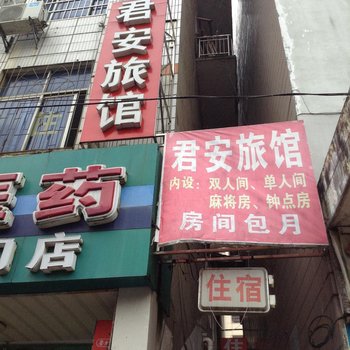 君安旅馆
药
门店
君安旅馆
内设：双人间、单人间
麻将房、钟点房
房间包月
住宿